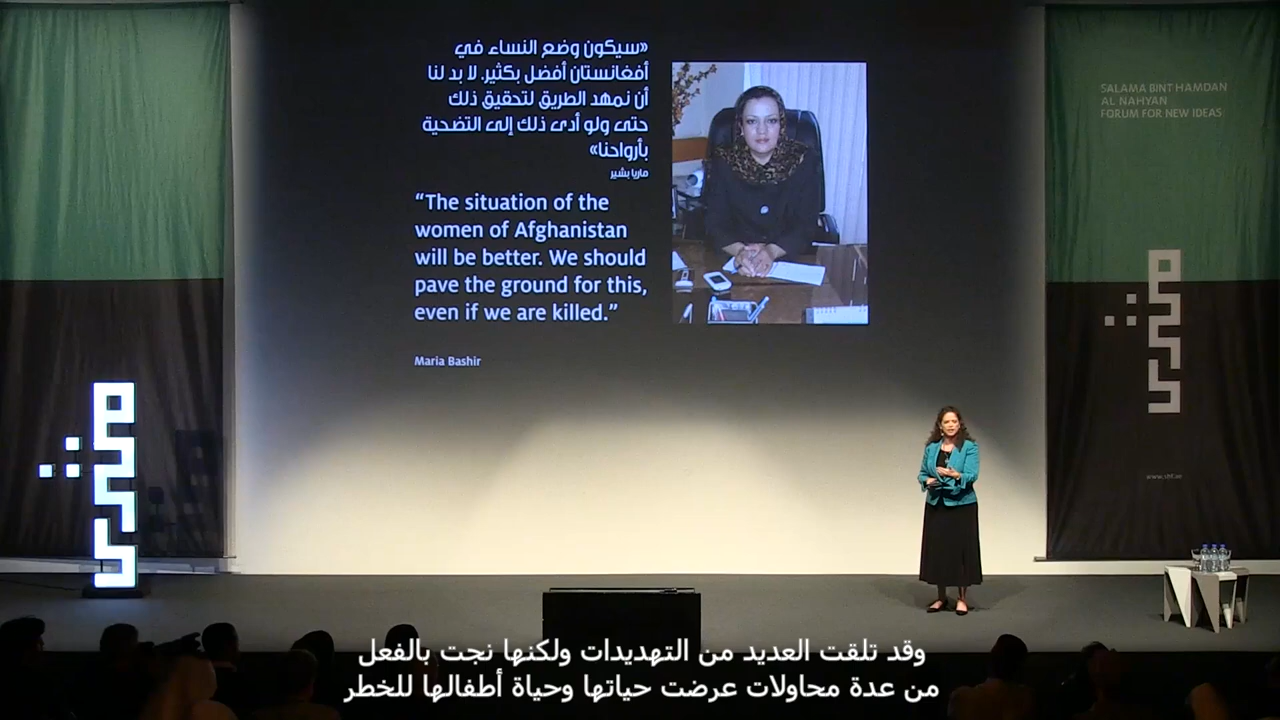 «سيكون وضع النساء في
أفغانستان أفضل بكثير. لا بد لنا
أن نمهد الطريق لتحقيق ذلك
حتى ولو أدى ذلك إلى التضحية
بأرواحنا»
ماريا بشير
“The situation of the
women of Afghanistan
will be better. We should
pave the ground for this,
even if we are killed.”
Maria Bashir
SALAMA BINT HAMDAN
AL NAHYAN
FORUM FOR NEW IDEAS
وقد تلقت العديد من التهديدات ولكنها نجت بالفعل
من عدة محاولات عرضت حياتها وحياة أطفالها للخطر